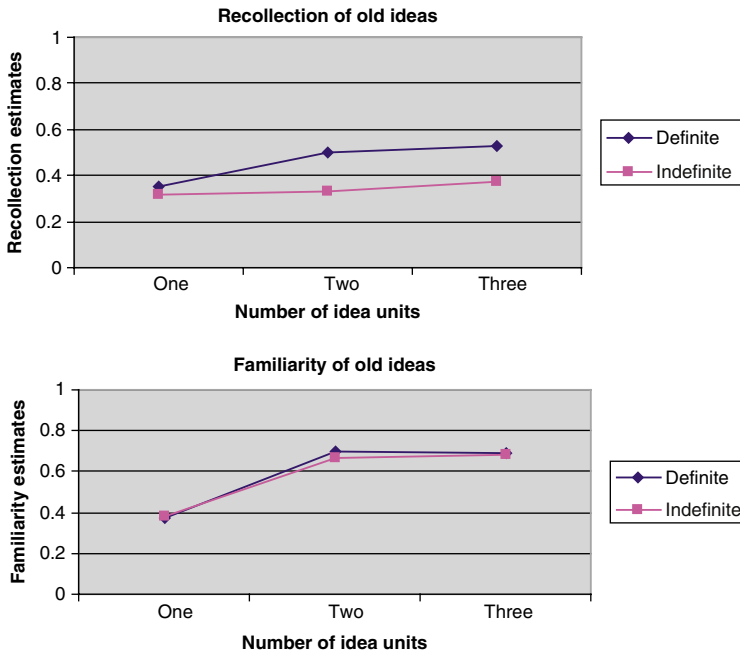 Recollection of old ideas
Recollection estimates
1
0.8
0.6
0.4
0.2
0
One Two Three
Number of idea units
Definite
Indefinite
Familiarity of old ideas
Familiarity estimates
1
0.8
0.6
0.4
0.2
0
One Two Three
Number of idea units
Definite
Indefinite